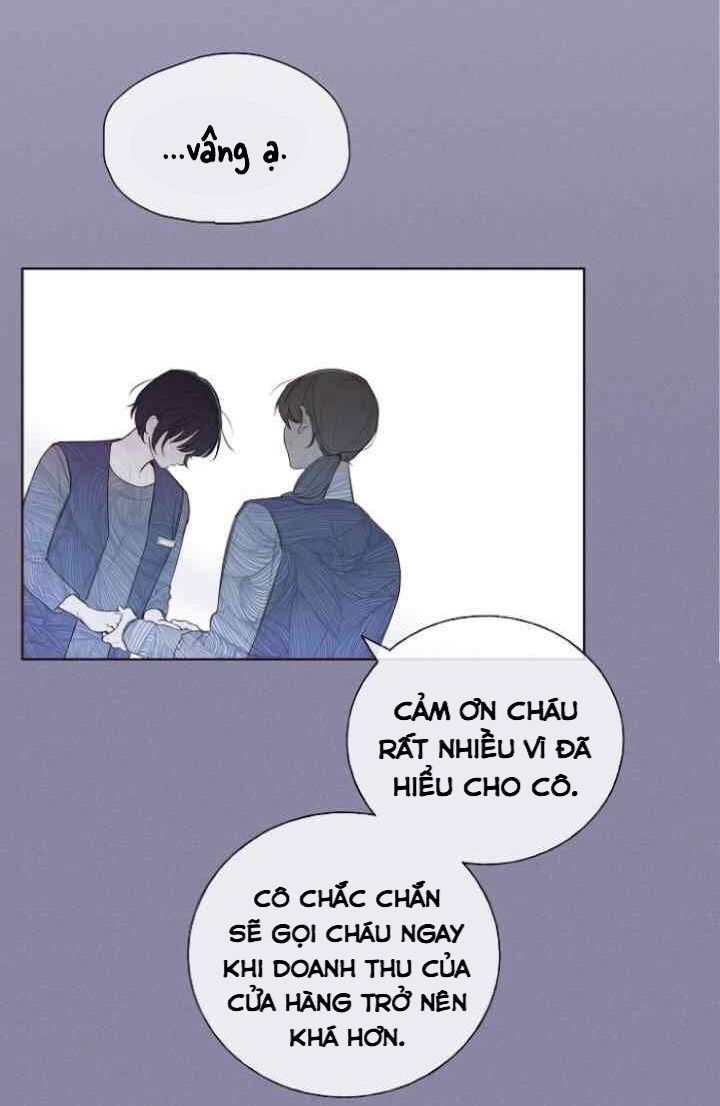 ...vâng ạ.
CẢM ƠN CHÁU
RẤT NHIỀU VÌ ĐÃ
HIỂU CHO CÔ.
CÔ CHẮC CHẮN
SẼ GỌI CHÁU NGAY
KHI DOANH THU CỦA
CỬA HÀNG TRỞ NÊN
KHÁ HƠN.